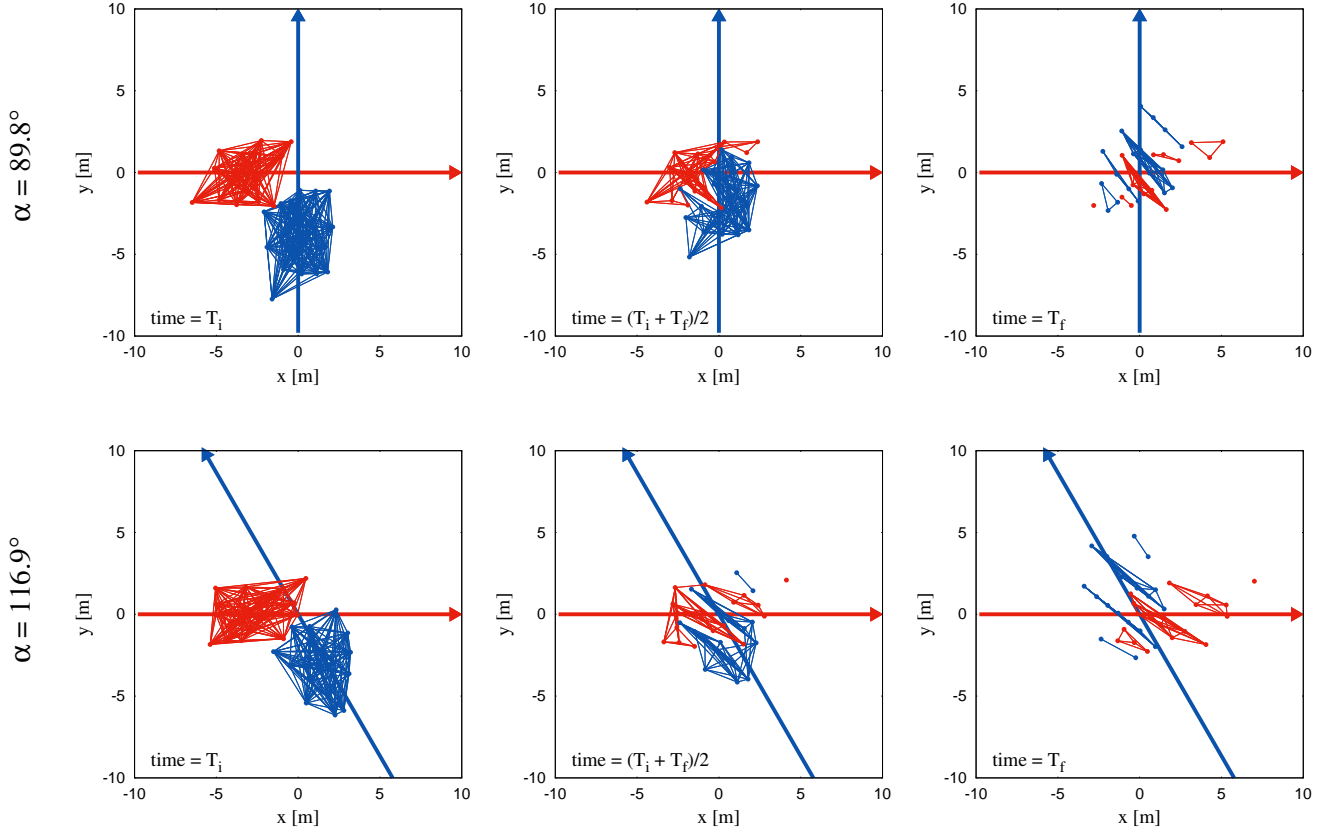 α = 89.8°
y [m]
10
5
0
-5
-10
time = T_i
-10 -5 0 5 10
x [m]
y [m]
10
5
0
-5
-10
time = (T_i + T_f)/2
-10 -5 0 5 10
x [m]
y [m]
10
5
0
-5
-10
time = T_f
-10 -5 0 5 10
x [m]
α = 116.9°
y [m]
10
5
0
-5
-10
time = T_i
-10 -5 0 5 10
x [m]
y [m]
10
5
0
-5
-10
time = (T_i + T_f)/2
-10 -5 0 5 10
x [m]
y [m]
10
5
0
-5
-10
time = T_f
-10 -5 0 5 10
x [m]